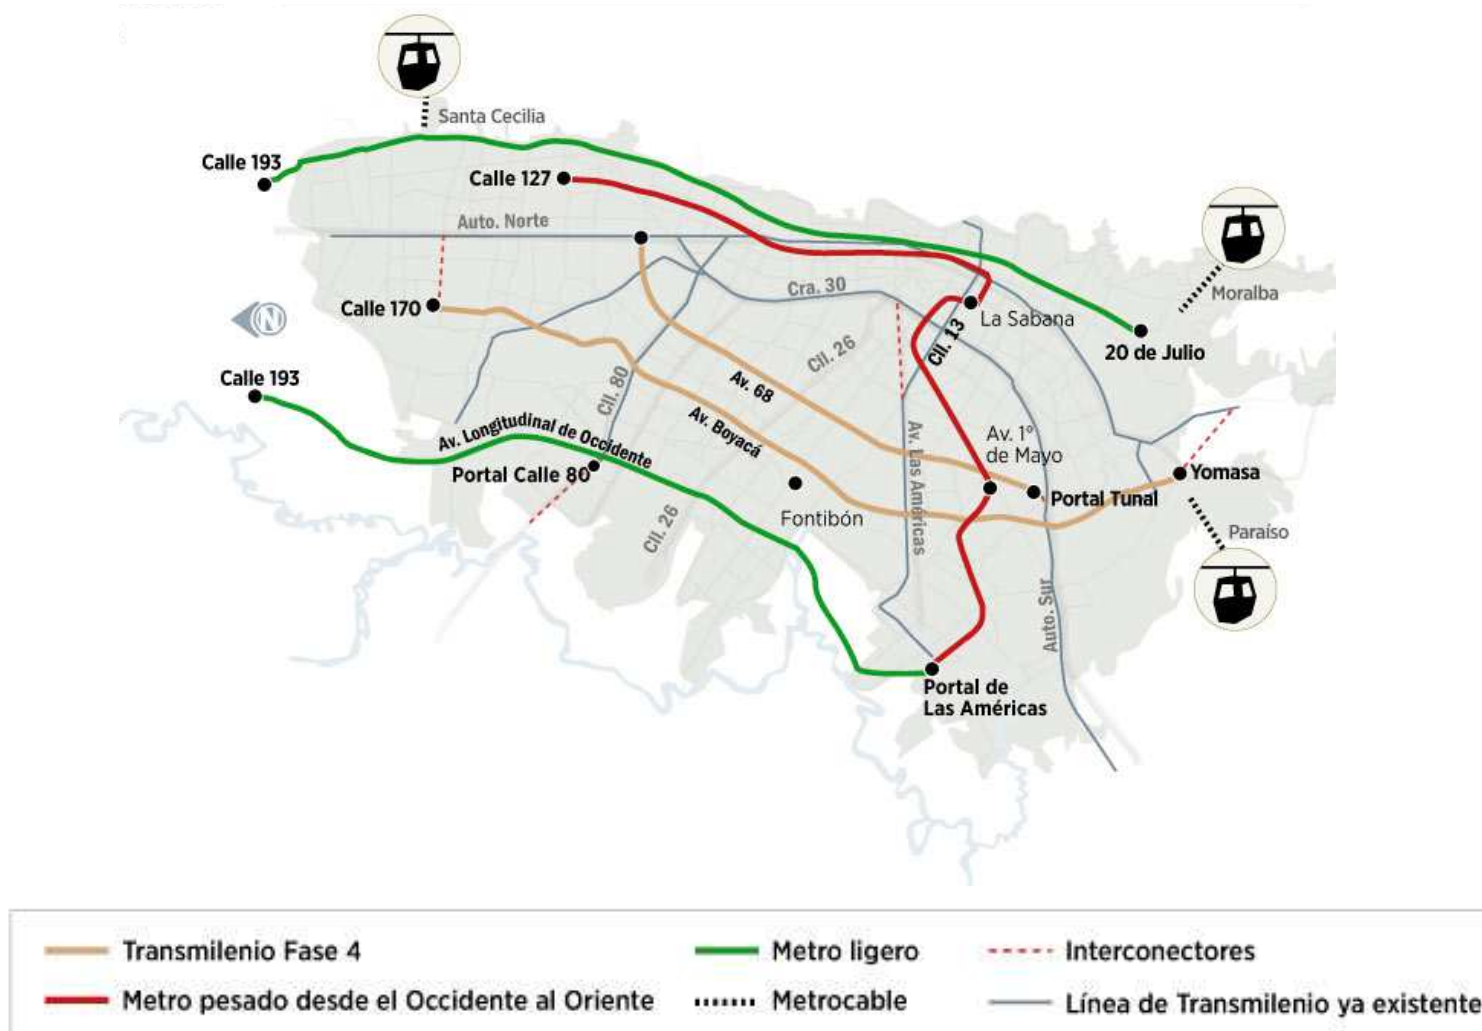 Santa Cecilia
Calle 193
Calle 127
Auto. Norte
Cra. 30
Moralba
N
Calle 170
La Sabana
Cll. 13
20 de Julio
Cll. 26
Calle 193
Cll. 80
Av. 68
Av. Boyacá
Av. Longitudinal de Occidente
Av. 1°
de Mayo
Av. Las Américas
Portal Calle 80
Yomasa
Portal Tunal
Fontibón
Cll. 26
Paraíso
Auto. Sur
Portal de
Las Américas
Transmilenio Fase 4
Metro ligero
Interconectores
Metro pesado desde el Occidente al Oriente
Metrocable
Línea de Transmilenio ya existente